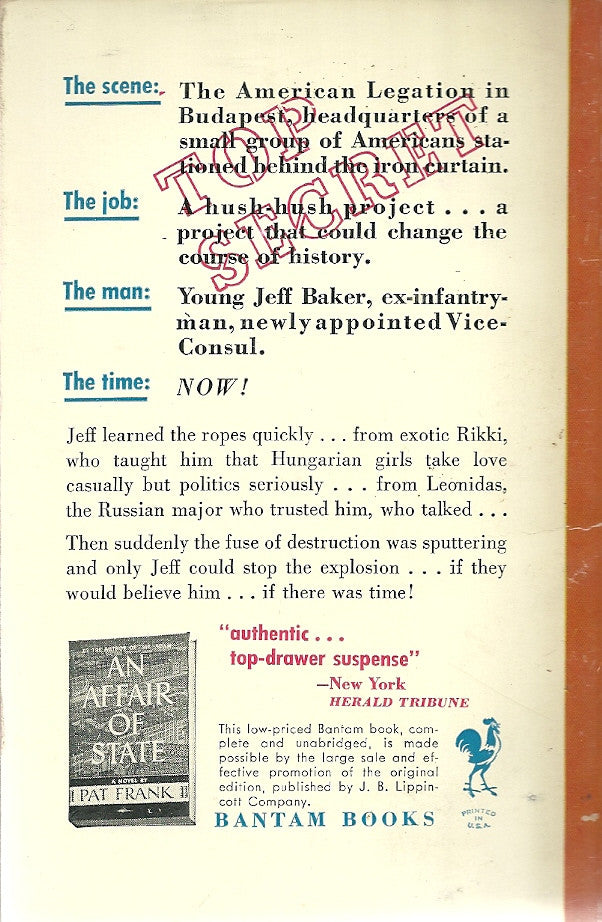 The scene: The American Legation in
Budapest, headquarters of a
small group of Americans sta-
tioned behind the iron curtain.
TOP
SECRET
The job: A hush-hush project . . . a
project that could change the
course of history.
The man: Young Jeff Baker, ex-infantry-
man, newly appointed Vice-
Consul.
The time: NOW!
Jeff learned the ropes quickly . . . from exotic Rikki,
who taught him that Hungarian girls take love
casually but politics seriously . . . from Leonidas,
the Russian major who trusted him, who talked . . .
Then suddenly the fuse of destruction was sputtering
and only Jeff could stop the explosion . . . if they
would believe him . . . if there was time!
"authentic . . .
top-drawer suspense"
—New York
HERALD TRIBUNE
BY THE AUTHOR OF
AN
AFFAIR
OF
STATE
A NOVEL BY
PAT FRANK
This low-priced Bantam book, com-
plete and unabridged, is made
possible by the large sale and ef-
fective promotion of the original
edition, published by J. B. Lippin-
cott Company.
BANTAM BOOKS
PRINTED
IN
U.S.A.